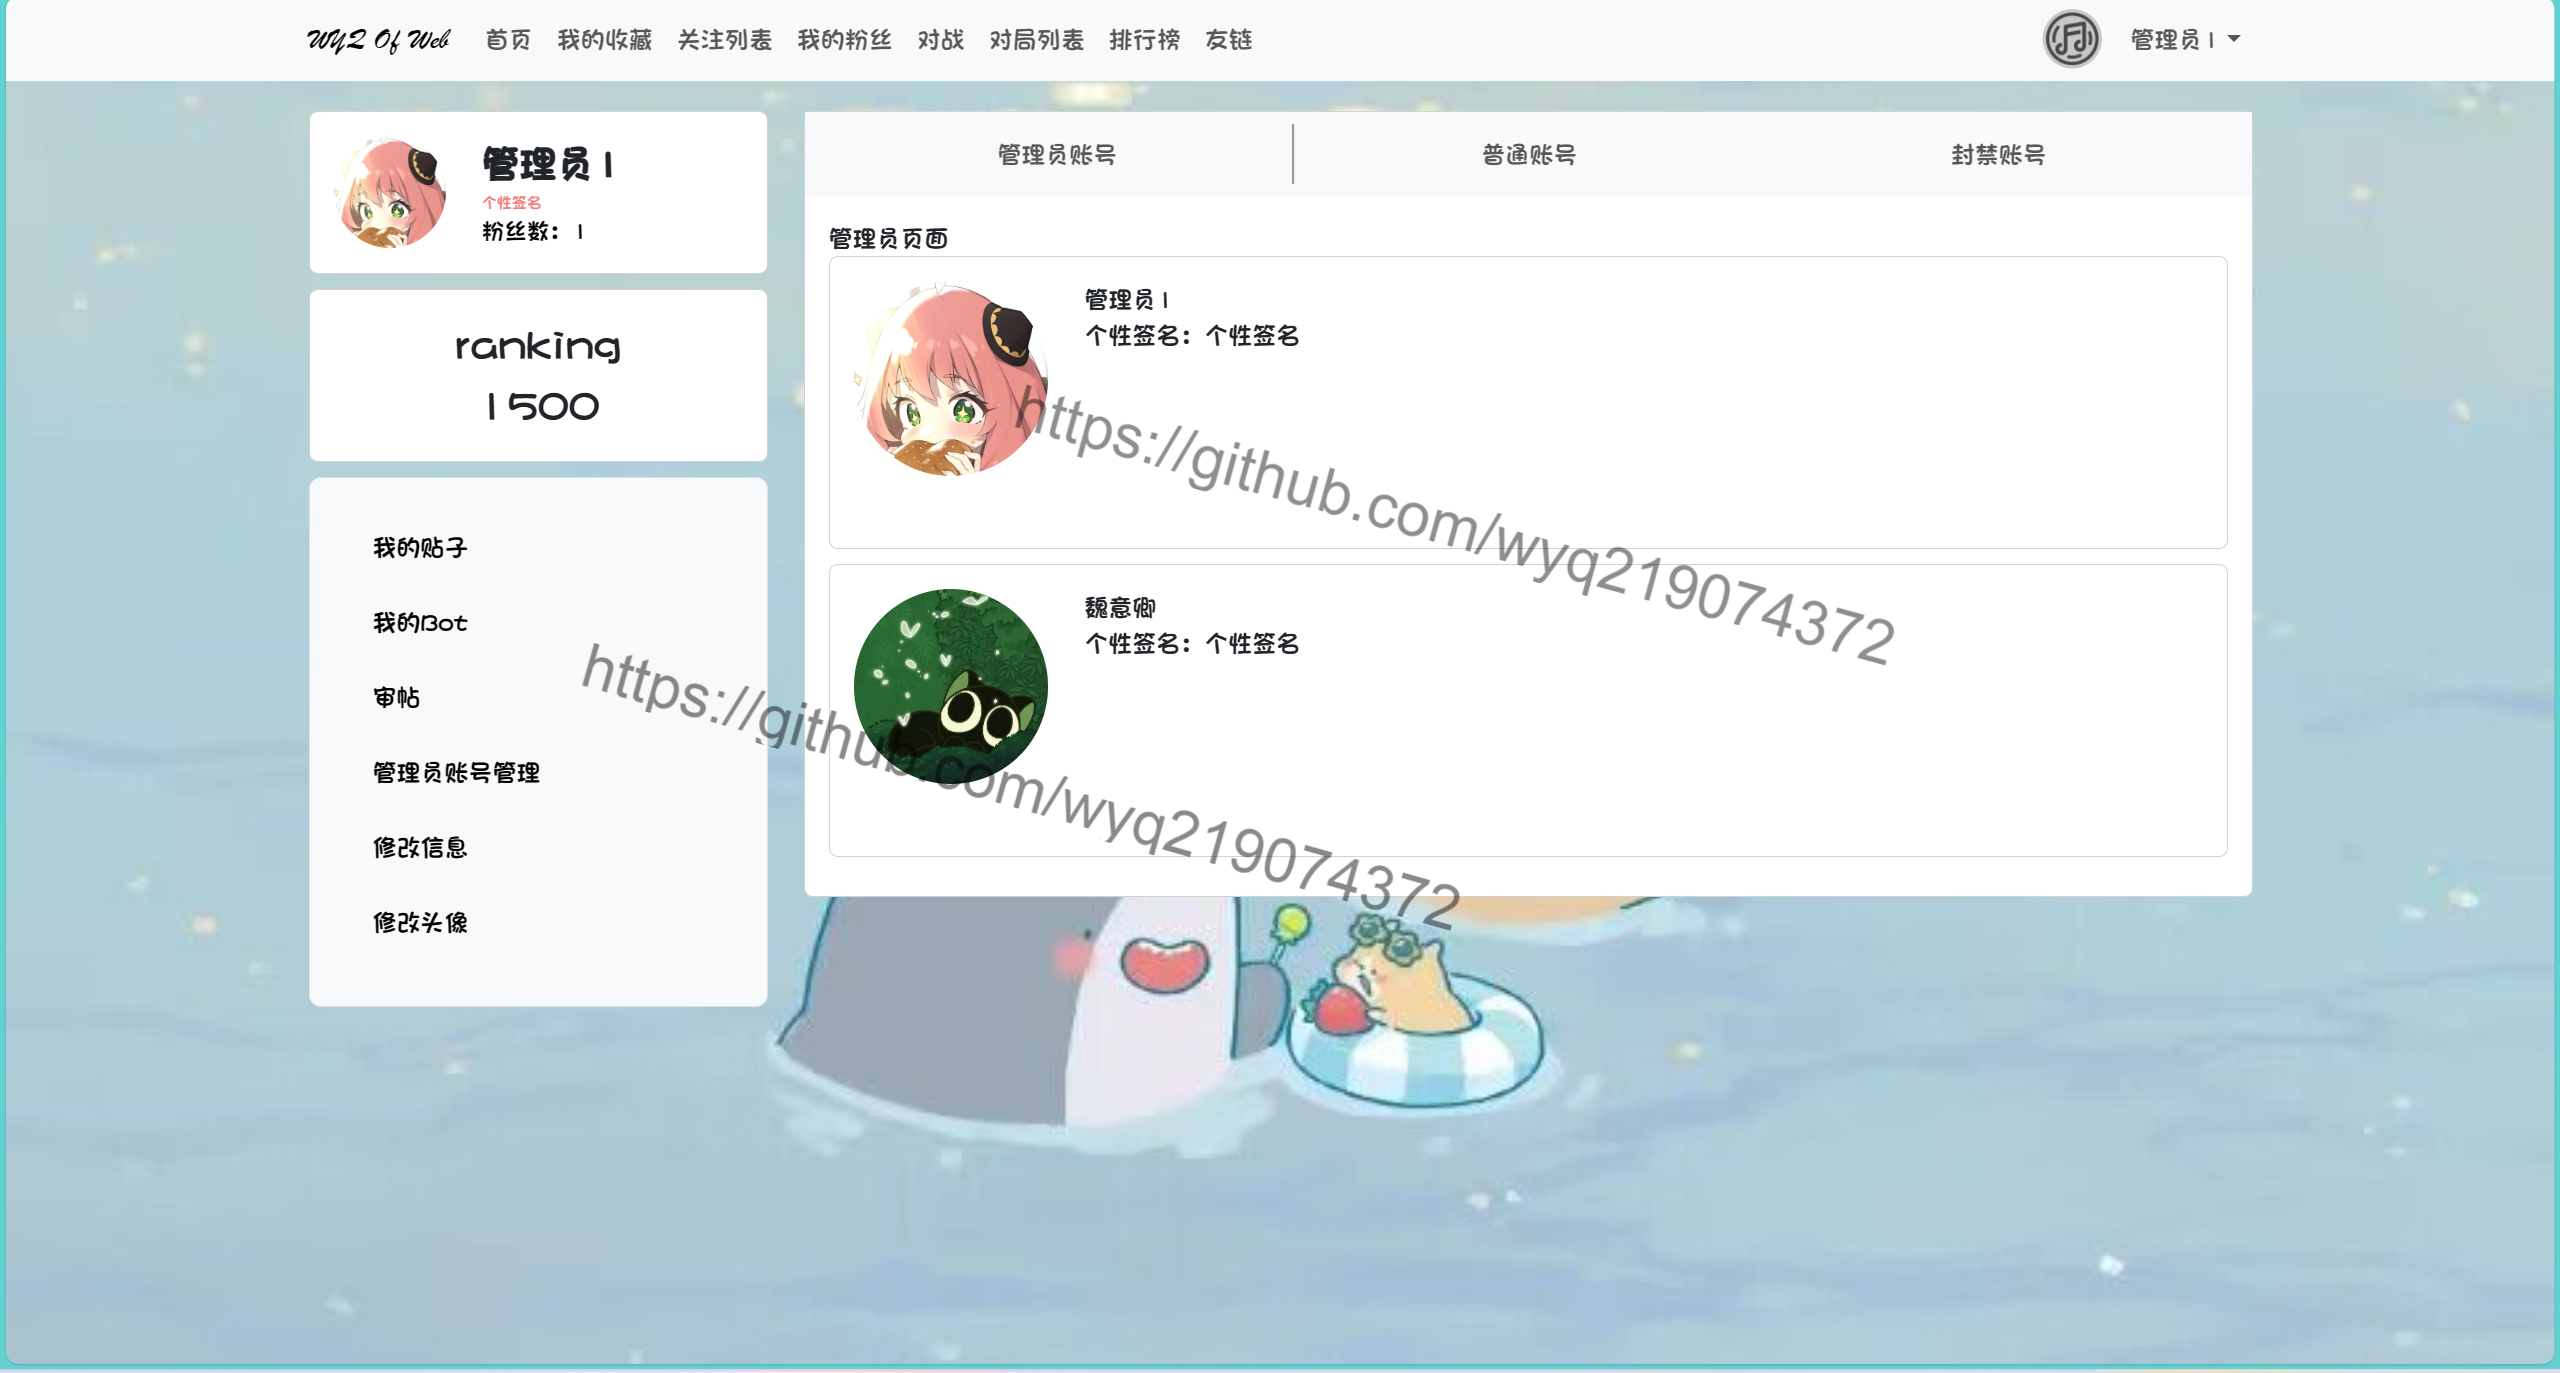 WYQ Of Web 首页 我的收藏 关注列表 我的粉丝 对战 对局列表 排行榜 友链 管理员1
管理员1
个性签名
粉丝数：1
ranking
1500
我的贴子
我的Bot
审帖
管理员账号管理
修改信息
修改头像
管理员账号 普通账号 封禁账号
管理员页面
管理员1
个性签名：个性签名
魏意卿
个性签名：个性签名
https://github.com/wyq219074372
https://github.com/wyq219074372